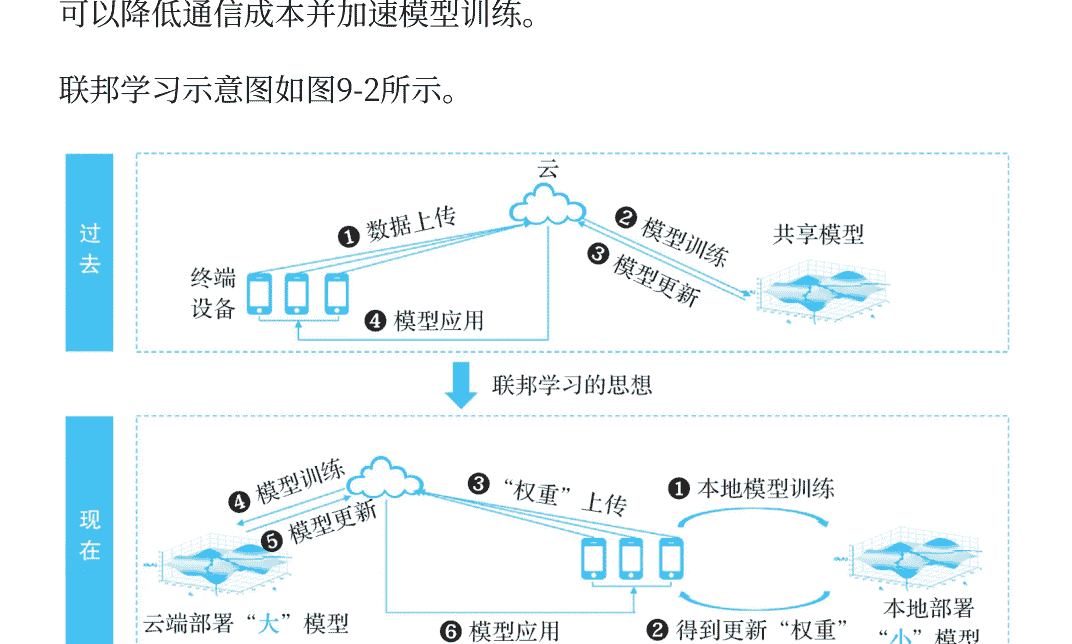 可以降低通信成本并加速模型训练。
联邦学习示意图如图9-2所示。
过去
云
❶ 数据上传
❷ 模型训练
❸ 模型更新
共享模型
终端
设备
❹ 模型应用
联邦学习的思想
现在
❹ 模型训练
❺ 模型更新
❸ “权重”上传
❶ 本地模型训练
云端部署“大”模型
❻ 模型应用
❷ 得到更新“权重”
本地部署
“小”模型